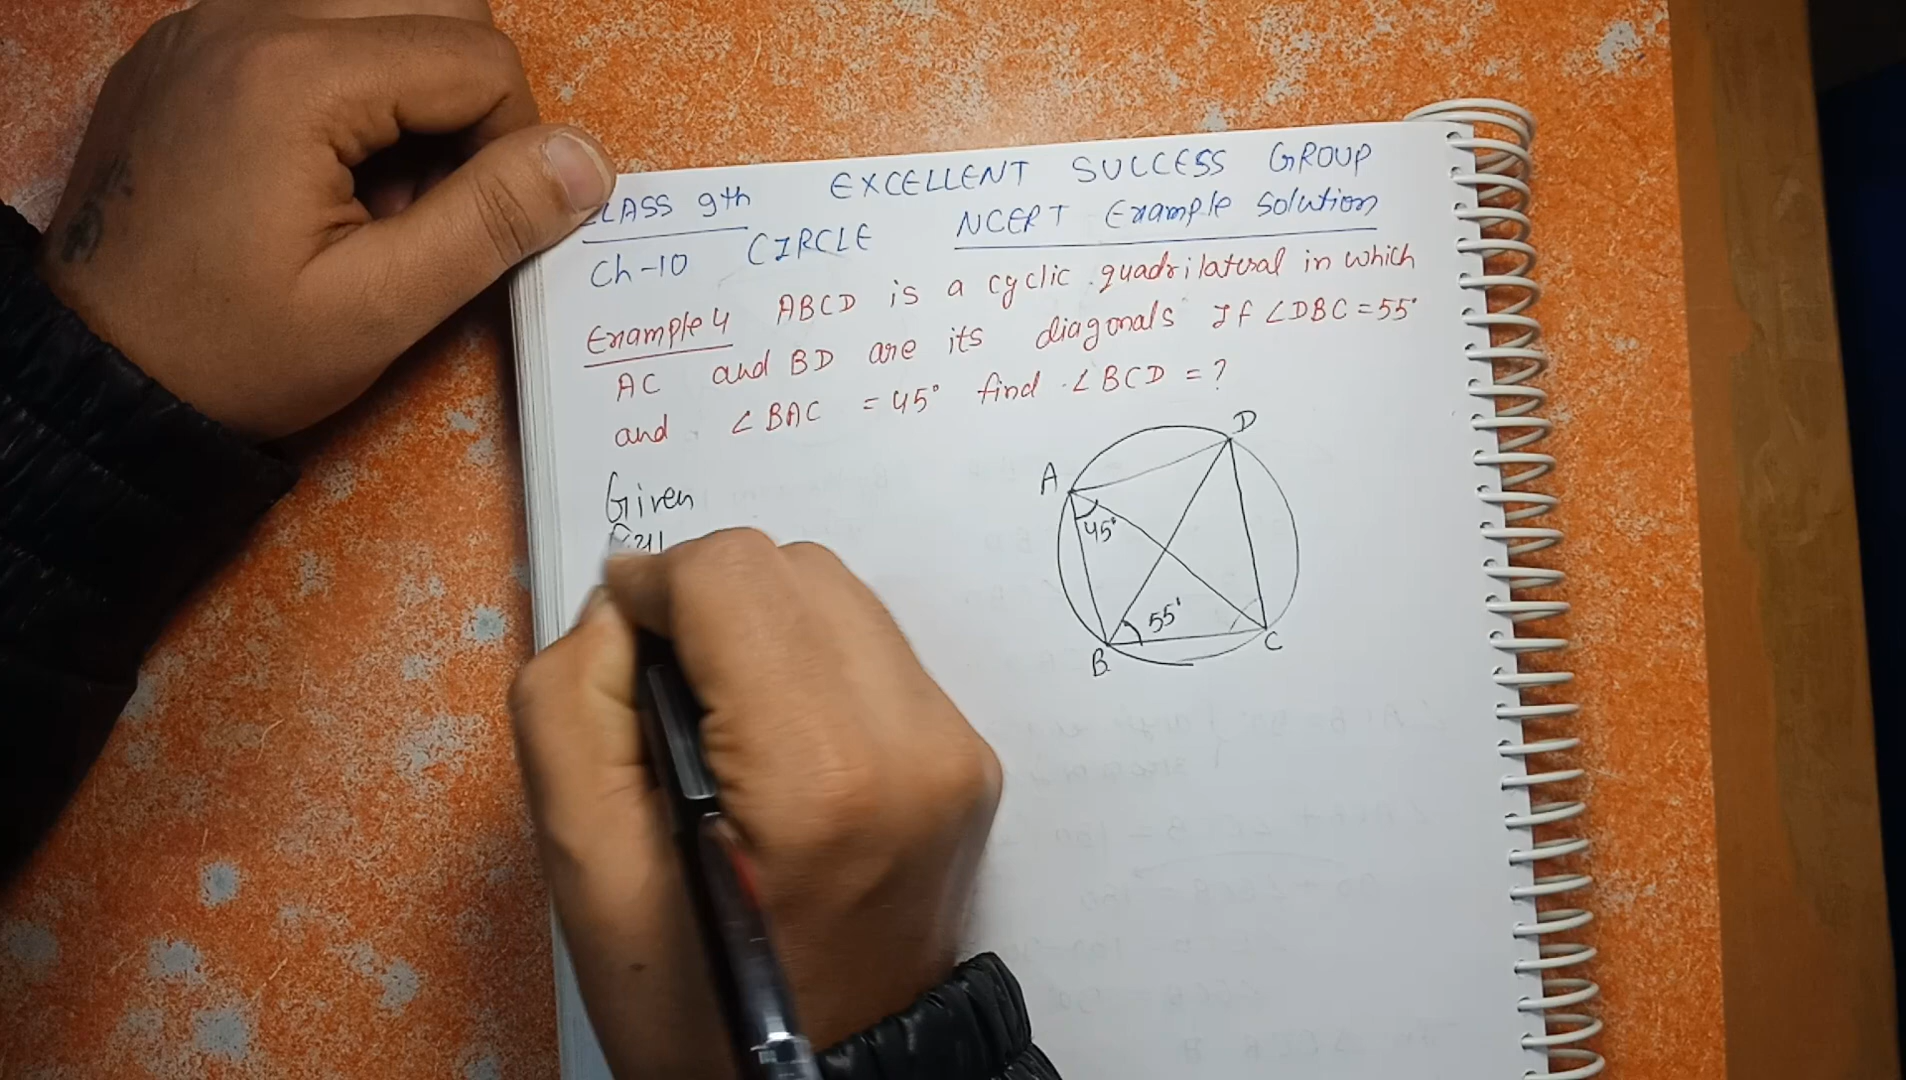 CLASS 9th EXCELLENT SUCCESS GROUP
Ch-10 CIRCLE NCERT Example Solution
Example 4 ABCD is a cyclic quadrilateral in which
AC and BD are its diagonals If ∠DBC = 55°
and ∠BAC = 45° find ∠BCD = ?
Given
D
A
45°
55°
B
C